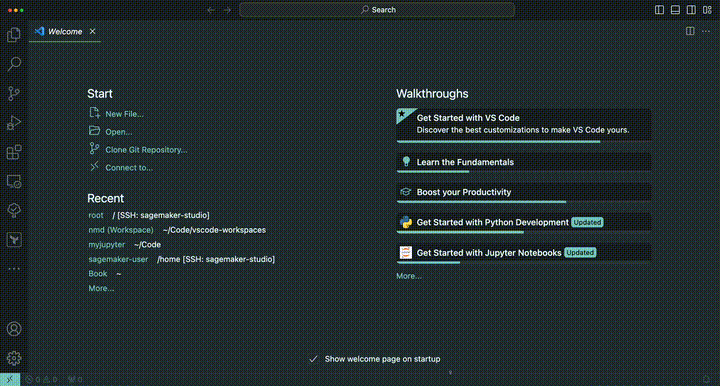 Search
Welcome
Start
New File...
Open...
Clone Git Repository...
Connect to...
Recent
root / [SSH: sagemaker-studio]
nmd (Workspace) ~/Code/vscode-workspaces
myjupyter ~/Code
sagemaker-user /home [SSH: sagemaker-studio]
Book ~
More...
Walkthroughs
Get Started with VS Code
Discover the best customizations to make VS Code yours.
Learn the Fundamentals
Boost your Productivity
Get Started with Python Development Updated
Get Started with Jupyter Notebooks Updated
More...
Show welcome page on startup
0 0 0